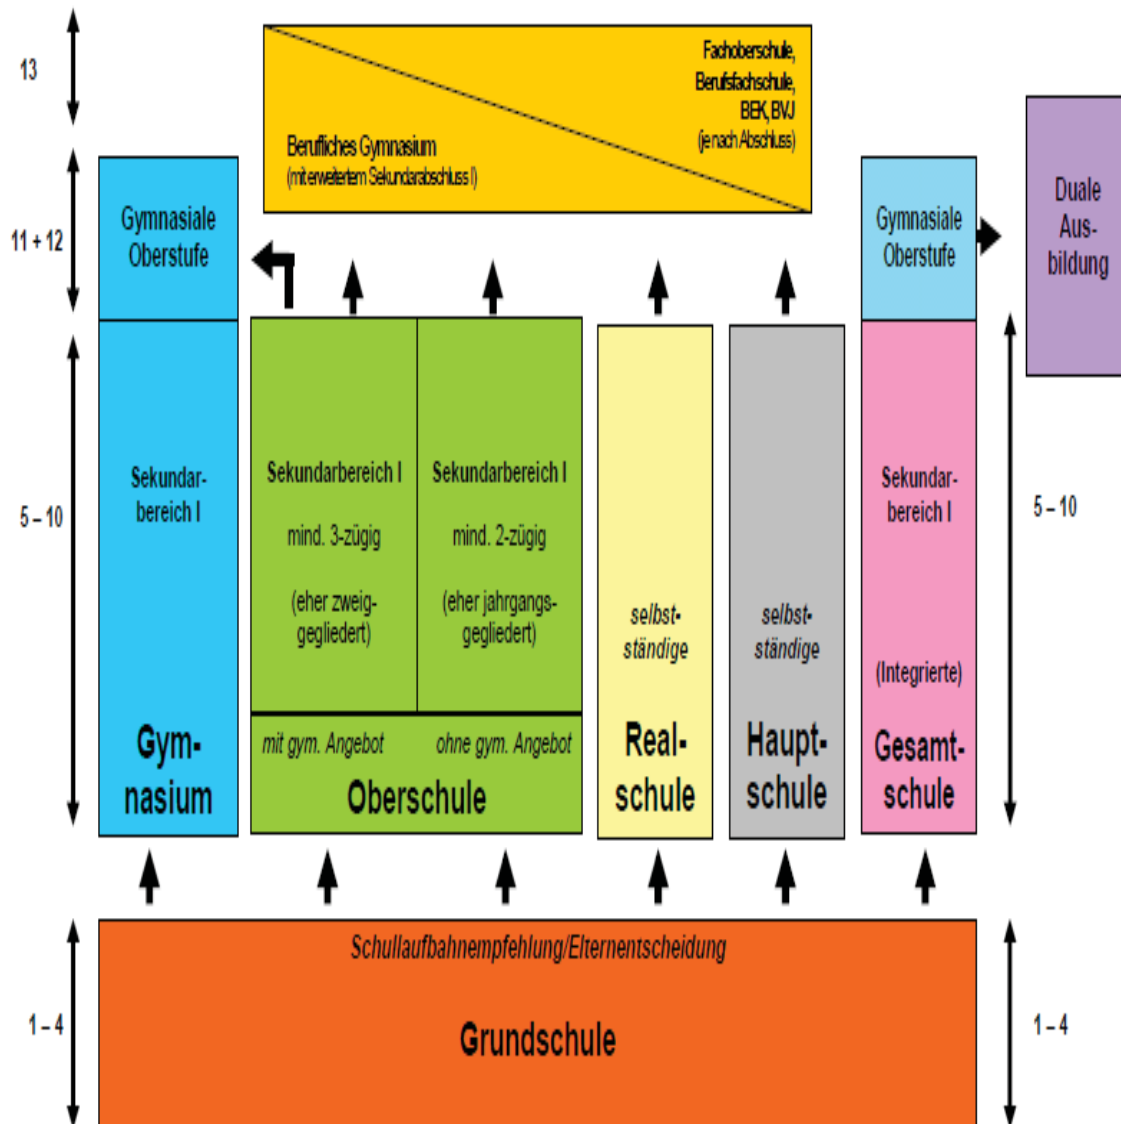 13
Fachoberschule,
Berufsfachschule,
BEK, BVJ
(je nach Abschluss)
Berufliches Gymnasium
(mit erweitertem Sekundarabschluss I)
11 + 12
Gymnasiale
Oberstufe
Gymnasiale
Oberstufe
Duale
Aus-
bildung
5 – 10
Sekundar-
bereich I
Gym-
nasium
Sekundarbereich I
mind. 3-zügig
(eher zweig-
gegliedert)
mit gym. Angebot
Sekundarbereich I
mind. 2-zügig
(eher jahrgangs-
gegliedert)
ohne gym. Angebot
Oberschule
selbst-
ständige
Real-
schule
selbst-
ständige
Haupt-
schule
Sekundar-
bereich I
(Integrierte)
Gesamt-
schule
5 – 10
1 – 4
Schullaufbahnempfehlung/Elternentscheidung
Grundschule
1 – 4